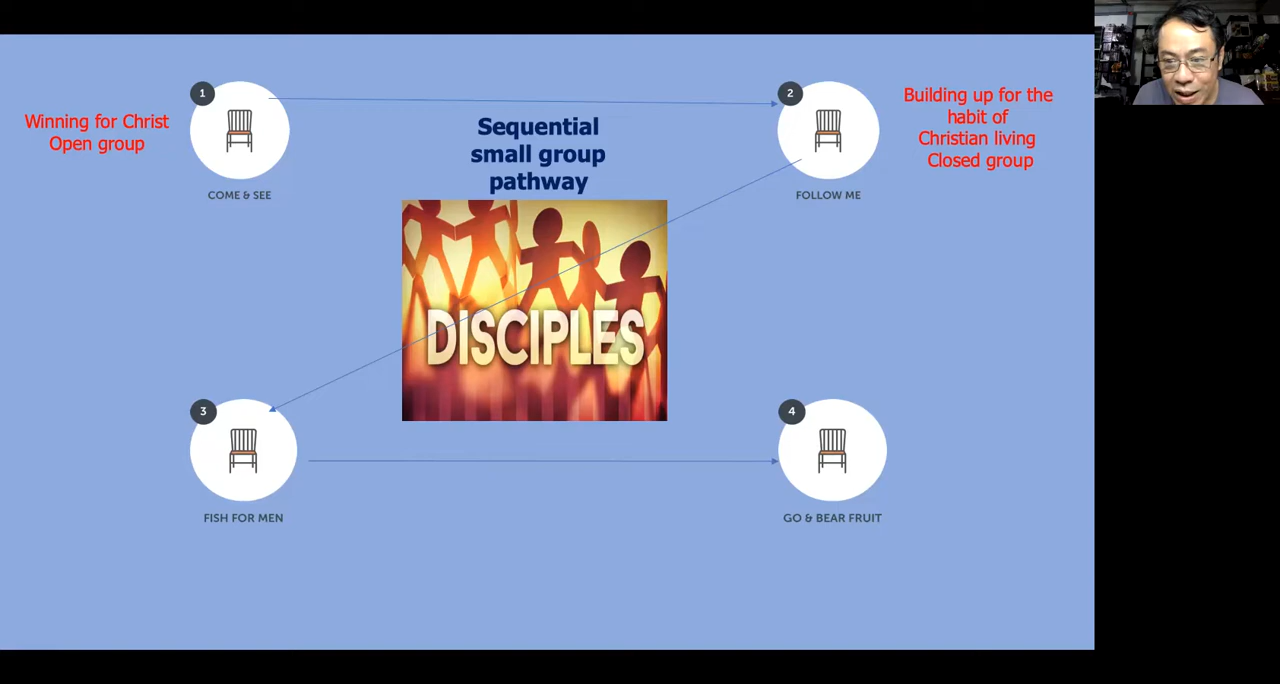 1
2
Winning for Christ
Open group
COME & SEE
Sequential
small group
pathway
Building up for the
habit of
Christian living
Closed group
FOLLOW ME
DISCIPLES
3
4
FISH FOR MEN
GO & BEAR FRUIT